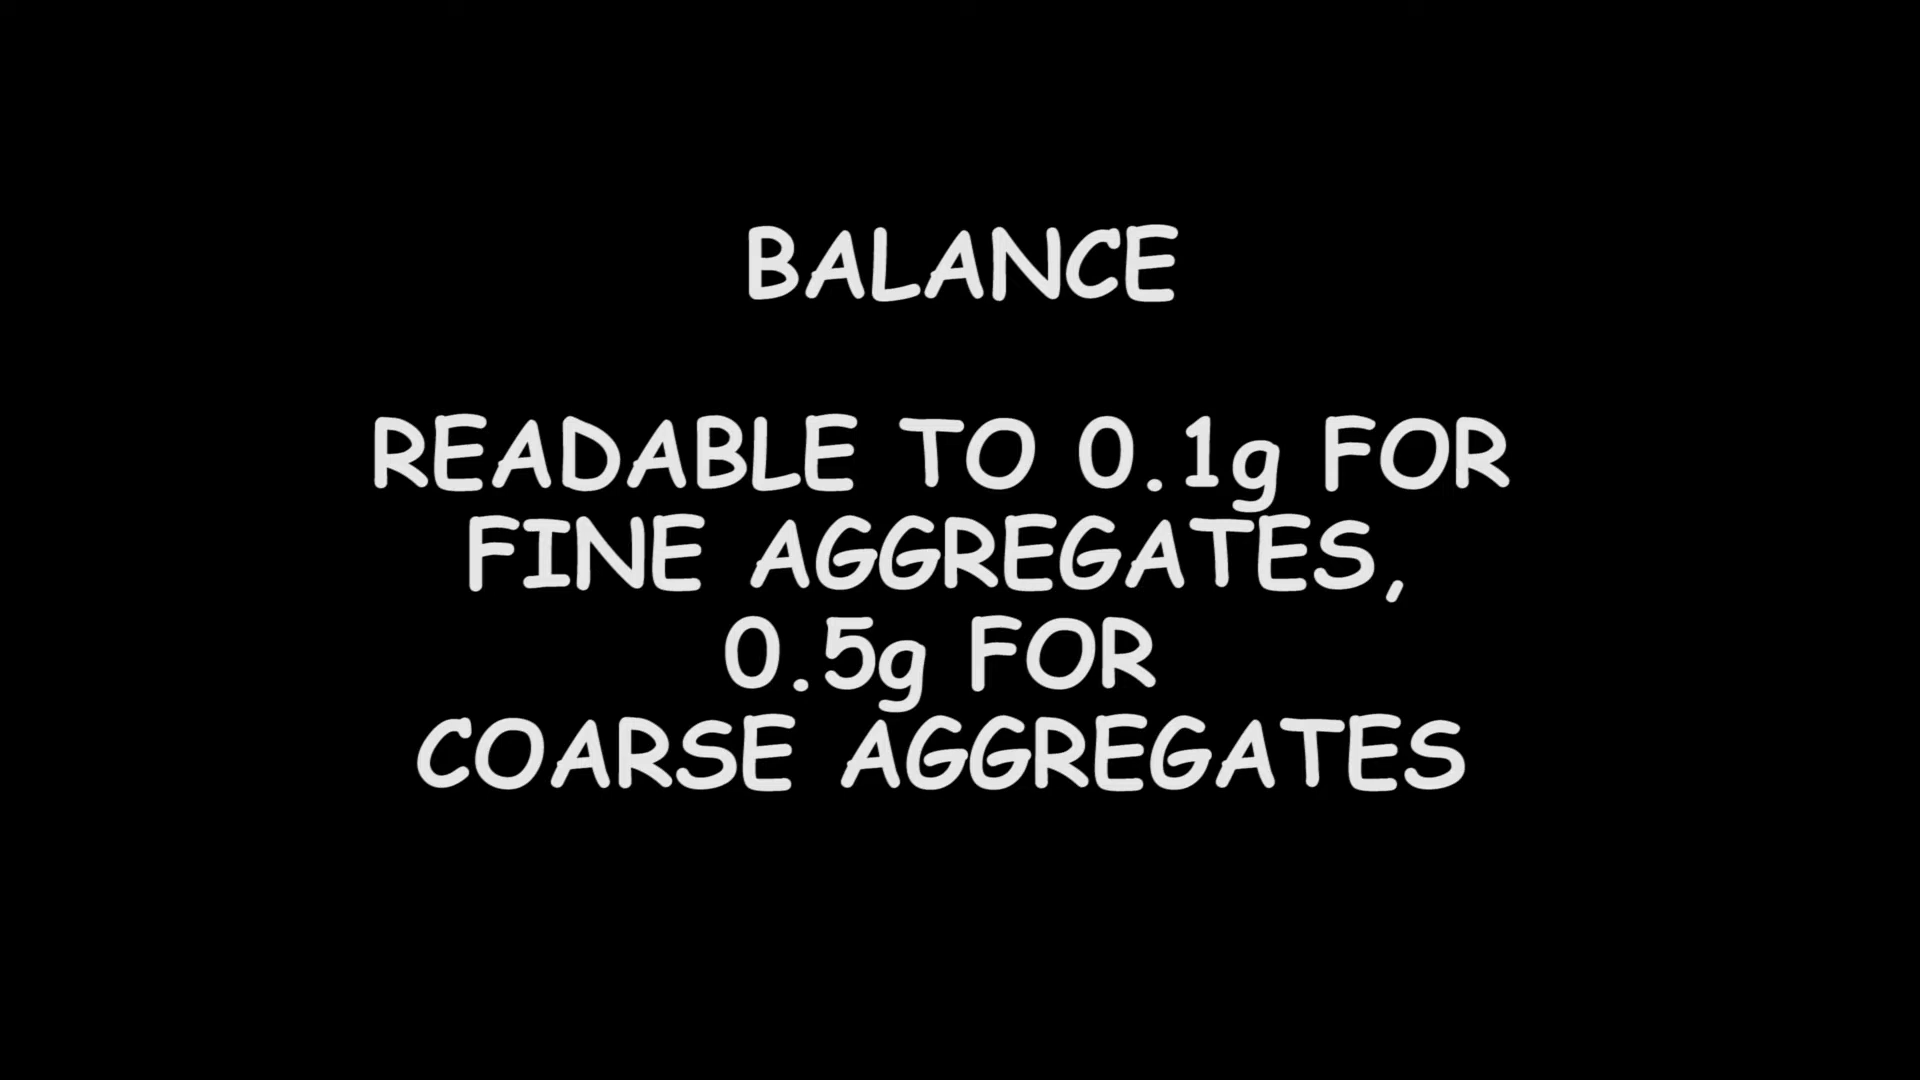 BALANCE
READABLE TO 0.1g FOR
FINE AGGREGATES,
0.5g FOR
COARSE AGGREGATES